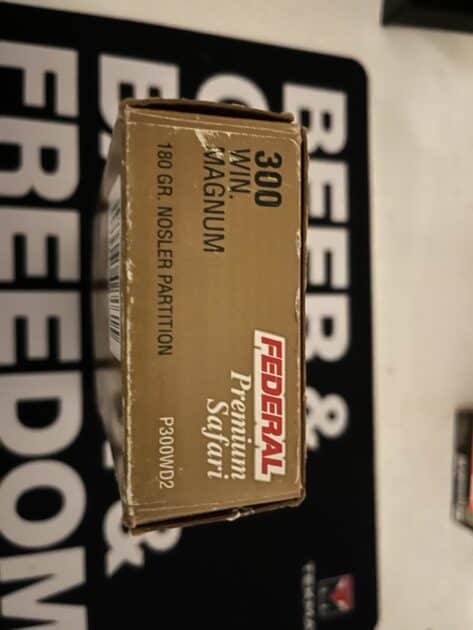 BEER &
300
WIN.
MAGNUM
180 GR. NOSLER PARTITION
FEDERAL
Premium
Safari
P300WD2
&
FREEDOM